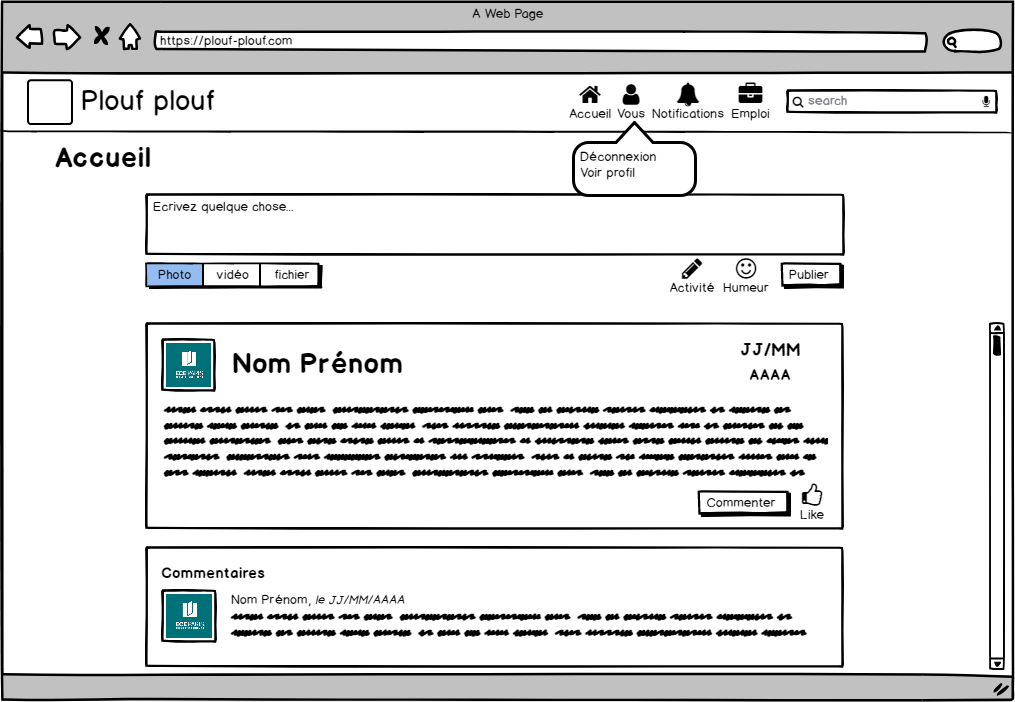 A Web Page
https://plouf-plouf.com
Plouf plouf
Accueil Vous Notifications Emploi
search
Déconnexion
Voir profil
Accueil
Ecrivez quelque chose...
Photo vidéo fichier
Activité Humeur
Publier
Nom Prénom
JJ/MM
AAAA
Commenter
Like
Commentaires
Nom Prénom, le JJ/MM/AAAA